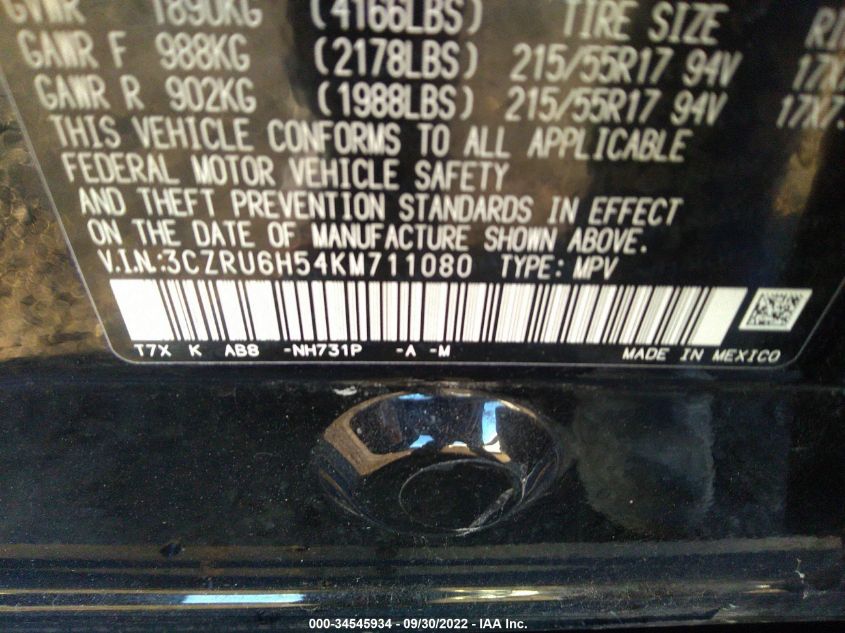 GVWR 1890KG (4166LBS) TIRE SIZE
GAWR F 988KG (2178LBS) 215/55R17 94V
GAWR R 902KG (1988LBS) 215/55R17 94V
THIS VEHICLE CONFORMS TO ALL APPLICABLE
FEDERAL MOTOR VEHICLE SAFETY
AND THEFT PREVENTION STANDARDS IN EFFECT
ON THE DATE OF MANUFACTURE SHOWN ABOVE.
V.I.N.:3CZRU6H54KM711080 TYPE: MPV
T7X K AB8 -NH731P -A -M MADE IN MEXICO
000-34545934 - 09/30/2022 - IAA Inc.